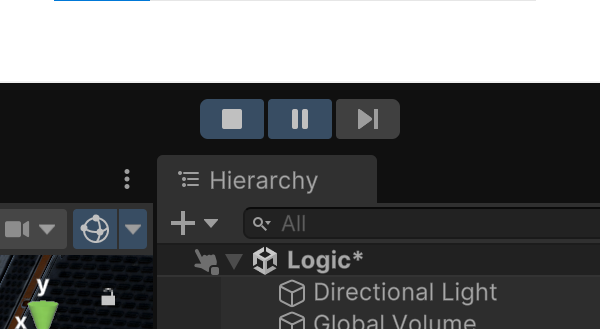 Hierarchy
All
Logic*
y
Directional Light
x
Global Volume